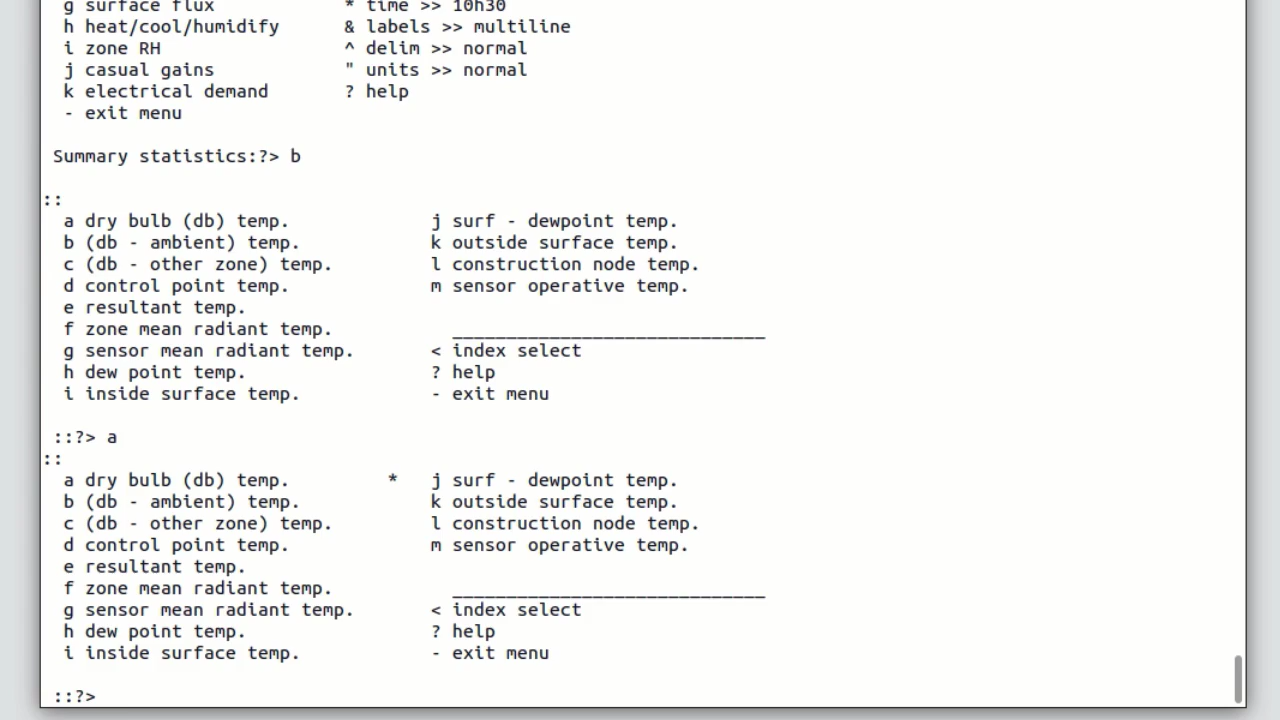 g surface flux * time >> 10h30
h heat/cool/humidify & labels >> multiline
i zone RH ^ delim >> normal
j casual gains " units >> normal
k electrical demand ? help
- exit menu
Summary statistics:?> b
::
a dry bulb (db) temp. j surf - dewpoint temp.
b (db - ambient) temp. k outside surface temp.
c (db - other zone) temp. l construction node temp.
d control point temp. m sensor operative temp.
e resultant temp.
f zone mean radiant temp. _____________________________
g sensor mean radiant temp. < index select
h dew point temp. ? help
i inside surface temp. - exit menu
::?> a
::
a dry bulb (db) temp. * j surf - dewpoint temp.
b (db - ambient) temp. k outside surface temp.
c (db - other zone) temp. l construction node temp.
d control point temp. m sensor operative temp.
e resultant temp.
f zone mean radiant temp. _____________________________
g sensor mean radiant temp. < index select
h dew point temp. ? help
i inside surface temp. - exit menu
::?>